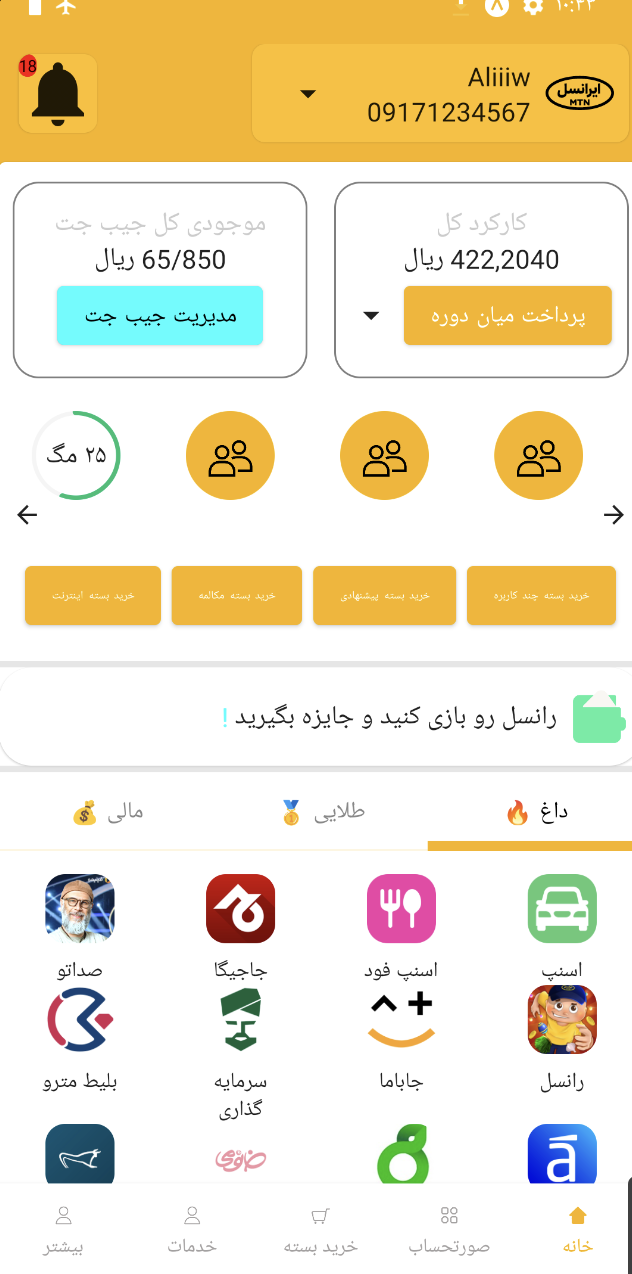 ۱۰:۳۳
18
Aliiiw
09171234567
ایرانسل
MTN
کارکرد کل
422,2040 ریال
پرداخت میان دوره
موجودی کل جیب جت
65/850 ریال
مدیریت جیب جت
۲۵ مگ
خرید بسته چند کاربره
خرید بسته پیشنهادی
خرید بسته مکالمه
خرید بسته اینترنت
رانسل رو بازی کنید و جایزه بگیرید !
داغ 🔥
طلایی 🥇
مالی 💰
اسنپ
اسنپ فود
جاجیگا
صداتو
رانسل
جاباما
سرمایه
گذاری
بلیط مترو
ā
خانه
صورتحساب
خرید بسته
خدمات
بیشتر